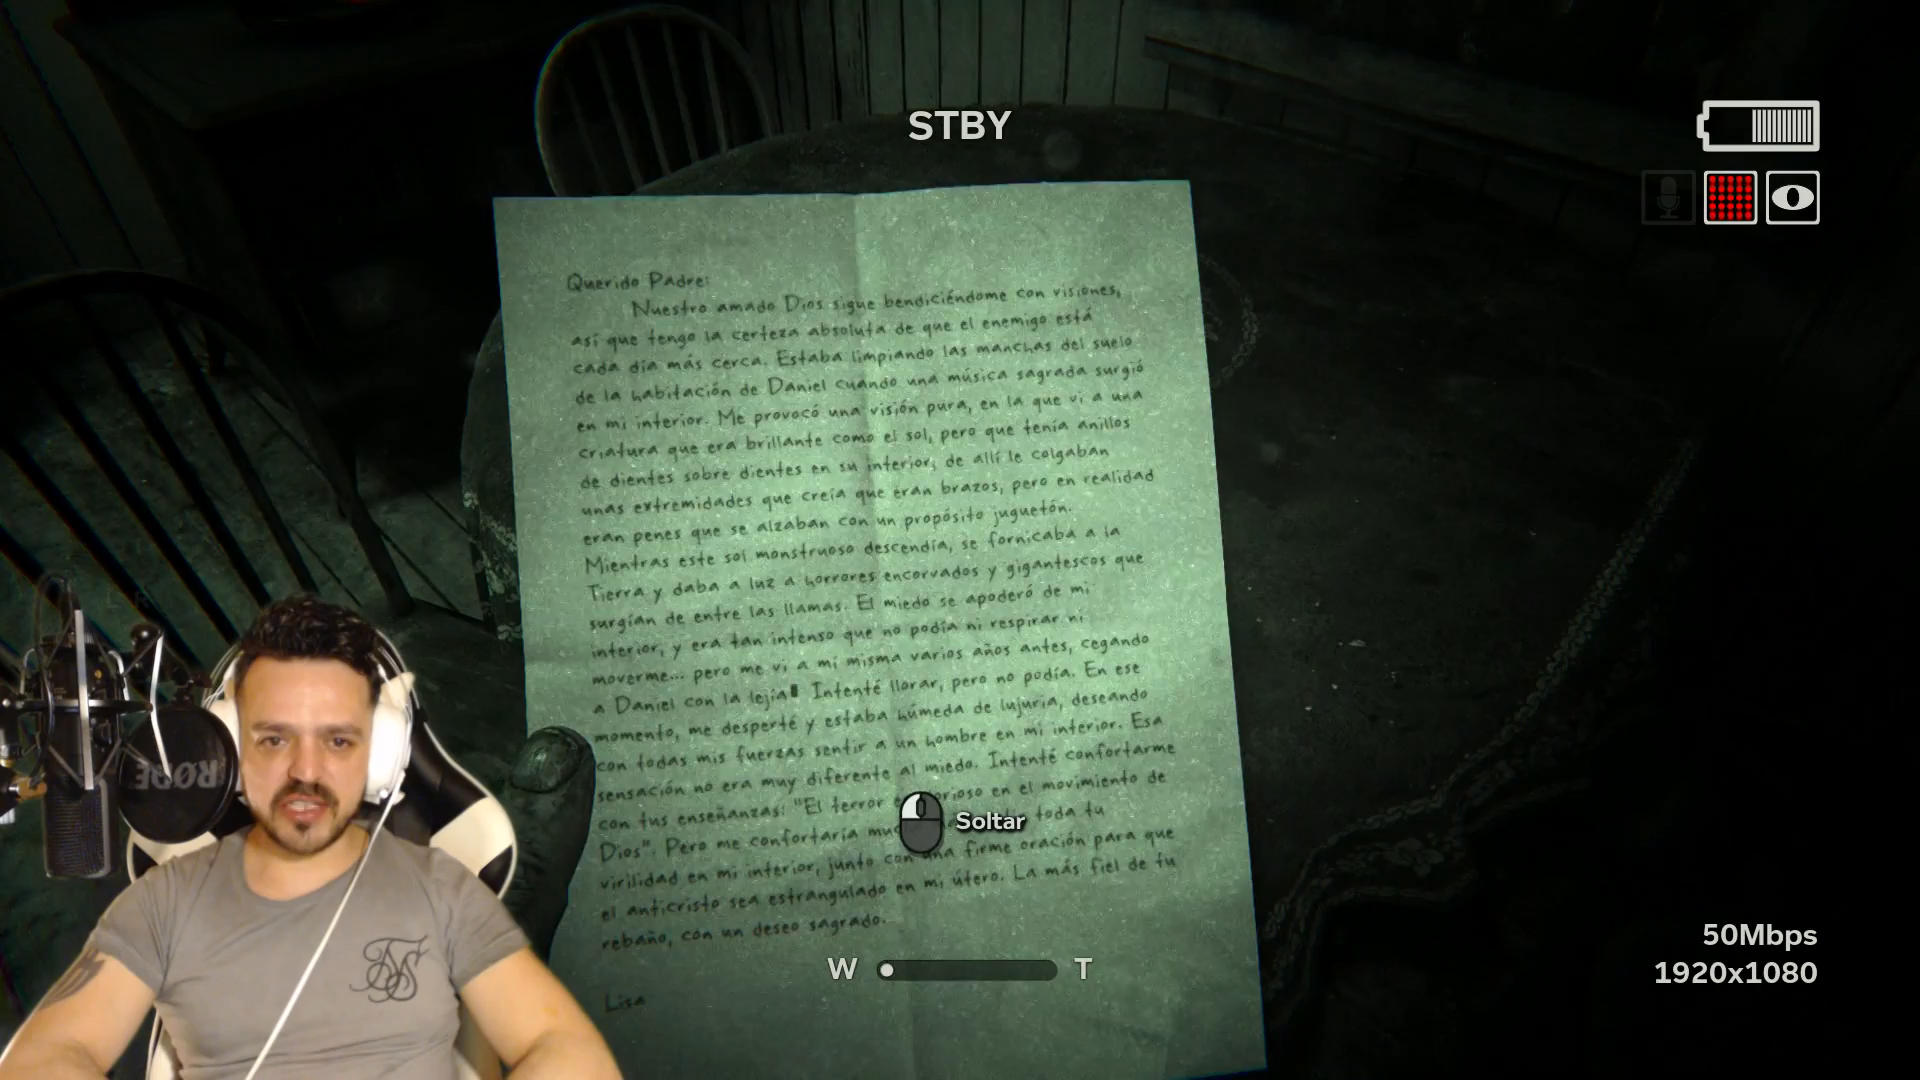 STBY
Querido Padre:
Nuestro amado Dios sigue bendiciéndome con visiones,
así que tengo la certeza absoluta de que el enemigo está
cada día más cerca. Estaba limpiando las manchas del suelo
de la habitación de Daniel cuando una música sagrada surgió
en mi interior. Me provocó una visión pura, en la que vi a una
criatura que era brillante como el sol, pero que tenía anillos
de dientes sobre dientes en su interior; de allí le colgaban
unas extremidades que creía que eran brazos, pero en realidad
eran penes que se alzaban con un propósito juguetón.
Mientras este sol monstruoso descendía, se fornicaba a la
Tierra y daba a luz a horrores encorvados y gigantescos que
surgían de entre las llamas. El miedo se apoderó de mi
interior, y era tan intenso que no podía ni respirar ni
moverme... pero me vi a mí misma varios años antes, cegando
a Daniel con la lejía Intenté llorar, pero no podía. En ese
momento, me desperté y estaba húmeda de lujuria, deseando
con todas mis fuerzas sentir a un hombre en mi interior. Esa
sensación no era muy diferente al miedo. Intenté confortarme
con tus enseñanzas: "El terror en el movimiento de
Dios". Pero me confortaría toda tu
virilidad en mi interior, junto con una firme oración para que
el anticristo sea estrangulado en mi útero. La más fiel de tu
rebaño, con un deseo sagrado.
Lisa
Soltar
W T
50Mbps
1920x1080
RØDE